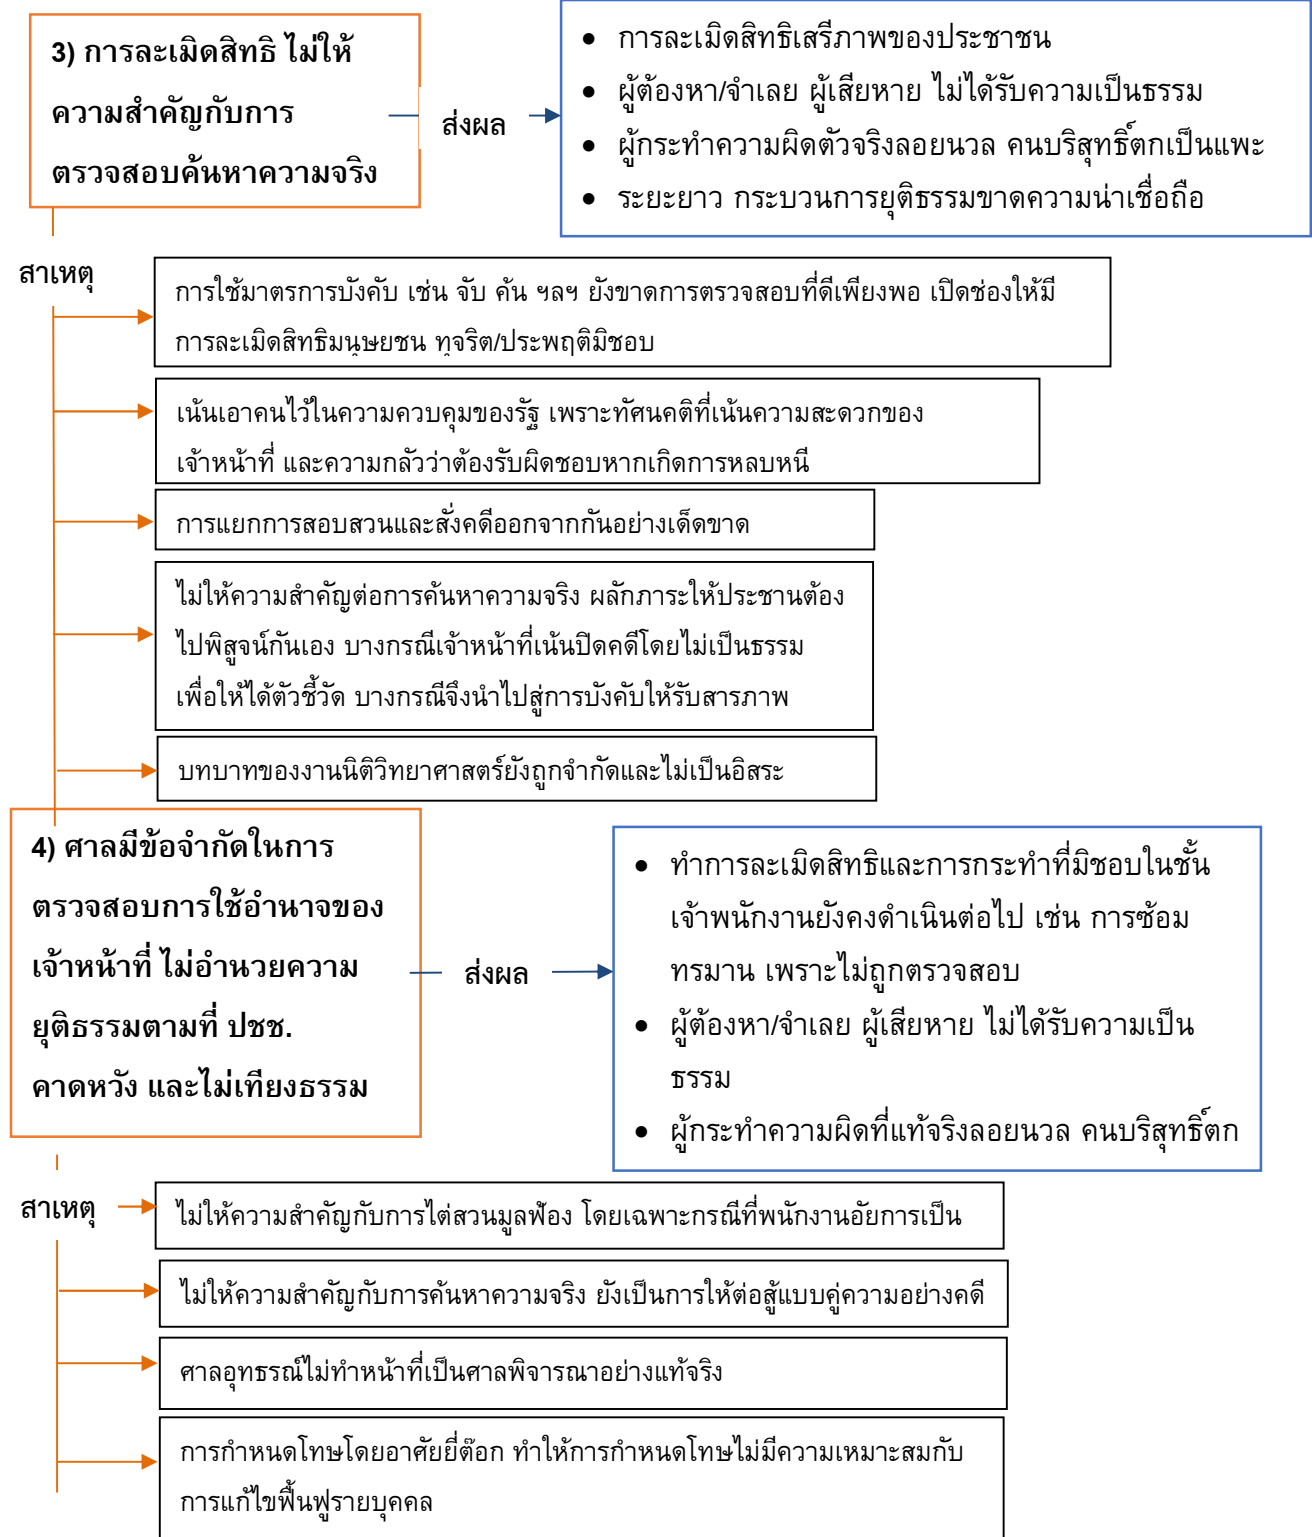 3) การละเมิดสิทธิ ไม่ให้
ความสำคัญกับการ
ตรวจสอบค้นหาความจริง
ส่งผล
● การละเมิดสิทธิเสรีภาพของประชาชน
● ผู้ต้องหา/จำเลย ผู้เสียหาย ไม่ได้รับความเป็นธรรม
● ผู้กระทำความผิดตัวจริงลอยนวล คนบริสุทธิ์ตกเป็นแพะ
● ระยะยาว กระบวนการยุติธรรมขาดความน่าเชื่อถือ
สาเหตุ
การใช้มาตรการบังคับ เช่น จับ ค้น ฯลฯ ยังขาดการตรวจสอบที่ดีเพียงพอ เปิดช่องให้มี
การละเมิดสิทธิมนุษยชน ทุจริต/ประพฤติมิชอบ
เน้นเอาคนไว้ในความควบคุมของรัฐ เพราะทัศนคติที่เน้นความสะดวกของ
เจ้าหน้าที่ และความกลัวว่าต้องรับผิดชอบหากเกิดการหลบหนี
การแยกการสอบสวนและสั่งคดีออกจากกันอย่างเด็ดขาด
ไม่ให้ความสำคัญต่อการค้นหาความจริง ผลักภาระให้ประชานต้อง
ไปพิสูจน์กันเอง บางกรณีเจ้าหน้าที่เน้นปิดคดีโดยไม่เป็นธรรม
เพื่อให้ได้ตัวชี้วัด บางกรณีจึงนำไปสู่การบังคับให้รับสารภาพ
บทบาทของงานนิติวิทยาศาสตร์ยังถูกจำกัดและไม่เป็นอิสระ
4) ศาลมีข้อจำกัดในการ
ตรวจสอบการใช้อำนาจของ
เจ้าหน้าที่ ไม่อำนวยความ
ยุติธรรมตามที่ ปชช.
คาดหวัง และไม่เที่ยงธรรม
ส่งผล
● ทำการละเมิดสิทธิและการกระทำที่มิชอบในชั้น
เจ้าพนักงานยังคงดำเนินต่อไป เช่น การซ้อม
ทรมาน เพราะไม่ถูกตรวจสอบ
● ผู้ต้องหา/จำเลย ผู้เสียหาย ไม่ได้รับความเป็น
ธรรม
● ผู้กระทำความผิดที่แท้จริงลอยนวล คนบริสุทธิ์ตก
สาเหตุ
ไม่ให้ความสำคัญกับการไต่สวนมูลฟ้อง โดยเฉพาะกรณีที่พนักงานอัยการเป็น
ไม่ให้ความสำคัญกับการค้นหาความจริง ยังเป็นการให้ต่อสู้แบบคู่ความอย่างคดี
ศาลอุทธรณ์ไม่ทำหน้าที่เป็นศาลพิจารณาอย่างแท้จริง
การกำหนดโทษโดยอาศัยยี่ต๊อก ทำให้การกำหนดโทษไม่มีความเหมาะสมกับ
การแก้ไขฟื้นฟูรายบุคคล